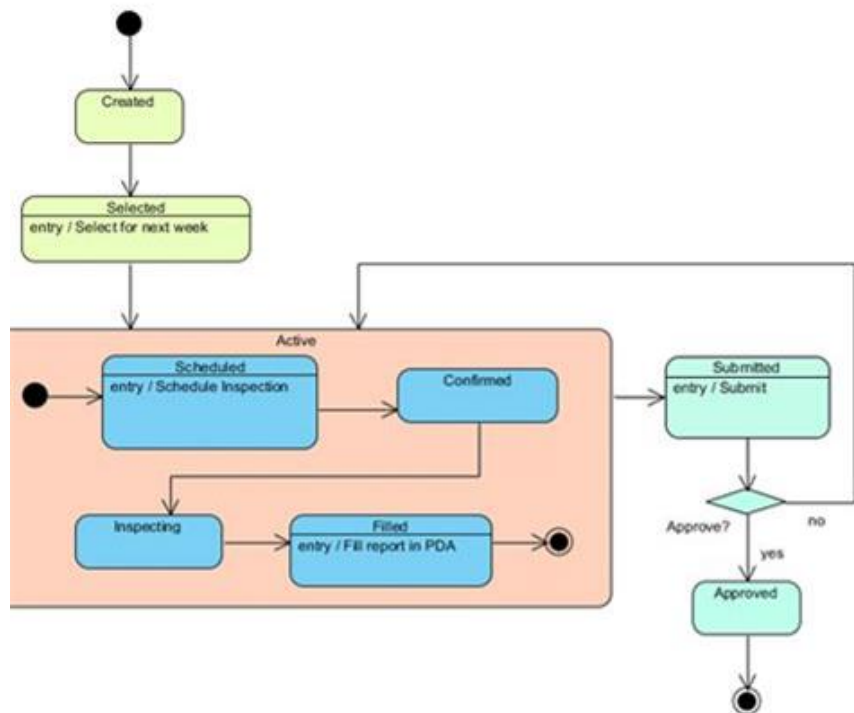 Created
Selected
entry / Select for next week
Active
Scheduled
entry / Schedule Inspection
Confirmed
Submitted
entry / Submit
Inspecting
Filled
entry / Fill report in PDA
Approve?
no
yes
Approved